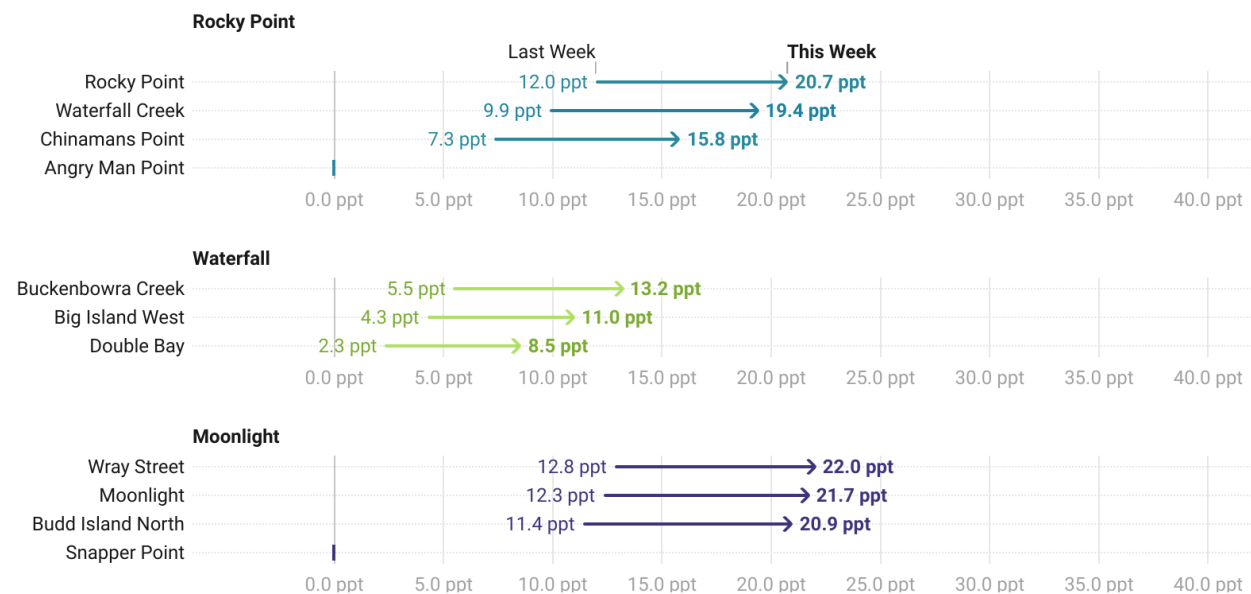 Rocky Point
Last Week This Week
Rocky Point 12.0 ppt 20.7 ppt
Waterfall Creek 9.9 ppt 19.4 ppt
Chinamans Point 7.3 ppt 15.8 ppt
Angry Man Point
0.0 ppt 5.0 ppt 10.0 ppt 15.0 ppt 20.0 ppt 25.0 ppt 30.0 ppt 35.0 ppt 40.0 ppt
Waterfall
Buckenbowra Creek 5.5 ppt 13.2 ppt
Big Island West 4.3 ppt 11.0 ppt
Double Bay 2.3 ppt 8.5 ppt
0.0 ppt 5.0 ppt 10.0 ppt 15.0 ppt 20.0 ppt 25.0 ppt 30.0 ppt 35.0 ppt 40.0 ppt
Moonlight
Wray Street 12.8 ppt 22.0 ppt
Moonlight 12.3 ppt 21.7 ppt
Budd Island North 11.4 ppt 20.9 ppt
Snapper Point
0.0 ppt 5.0 ppt 10.0 ppt 15.0 ppt 20.0 ppt 25.0 ppt 30.0 ppt 35.0 ppt 40.0 ppt